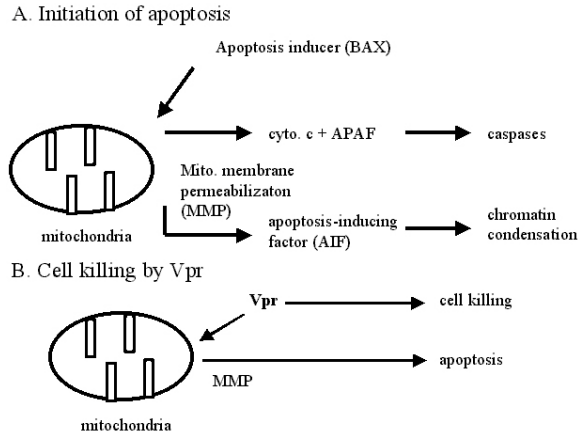 A. Initiation of apoptosis
Apoptosis inducer (BAX)
cyto. c + APAF
caspases
Mito. membrane
permeabilizaton
(MMP)
apoptosis-inducing
factor (AIF)
chromatin
condensation
mitochondria
B. Cell killing by Vpr
Vpr
cell killing
apoptosis
MMP
mitochondria